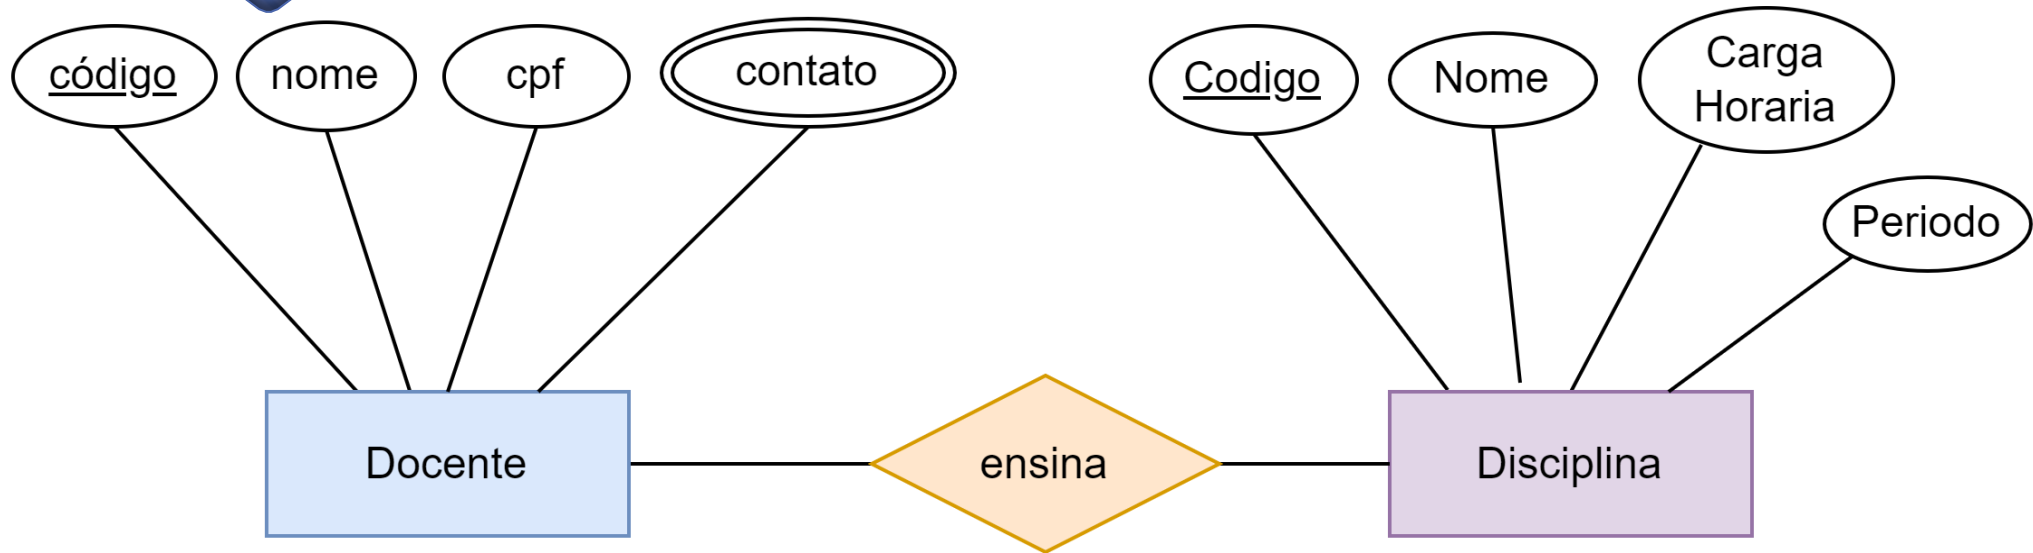 código
nome
cpf
contato
Codigo
Nome
Carga
Horaria
Periodo
Docente
ensina
Disciplina